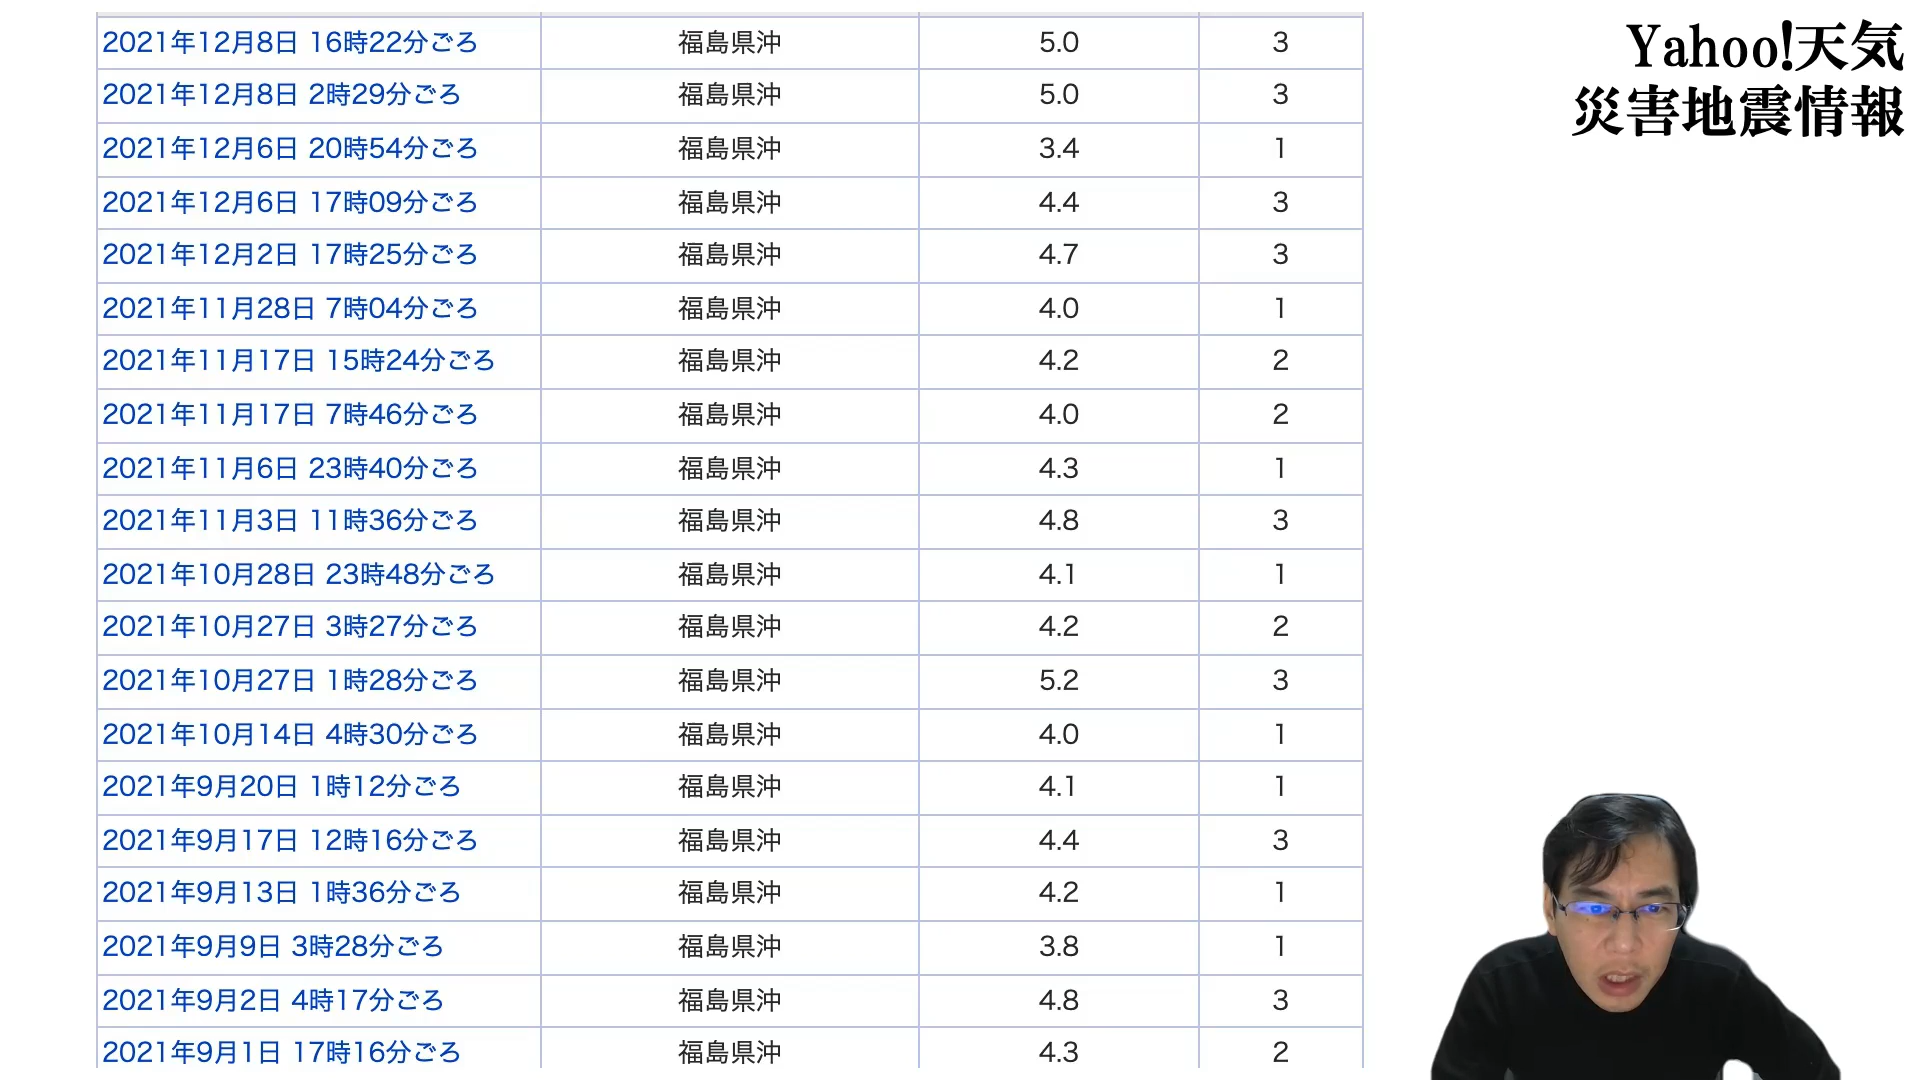 Yahoo!天気
災害地震情報
2021年12月8日 16時22分ごろ 福島県沖 5.0 3
2021年12月8日 2時29分ごろ 福島県沖 5.0 3
2021年12月6日 20時54分ごろ 福島県沖 3.4 1
2021年12月6日 17時09分ごろ 福島県沖 4.4 3
2021年12月2日 17時25分ごろ 福島県沖 4.7 3
2021年11月28日 7時04分ごろ 福島県沖 4.0 1
2021年11月17日 15時24分ごろ 福島県沖 4.2 2
2021年11月17日 7時46分ごろ 福島県沖 4.0 2
2021年11月6日 23時40分ごろ 福島県沖 4.3 1
2021年11月3日 11時36分ごろ 福島県沖 4.8 3
2021年10月28日 23時48分ごろ 福島県沖 4.1 1
2021年10月27日 3時27分ごろ 福島県沖 4.2 2
2021年10月27日 1時28分ごろ 福島県沖 5.2 3
2021年10月14日 4時30分ごろ 福島県沖 4.0 1
2021年9月20日 1時12分ごろ 福島県沖 4.1 1
2021年9月17日 12時16分ごろ 福島県沖 4.4 3
2021年9月13日 1時36分ごろ 福島県沖 4.2 1
2021年9月9日 3時28分ごろ 福島県沖 3.8 1
2021年9月2日 4時17分ごろ 福島県沖 4.8 3
2021年9月1日 17時16分ごろ 福島県沖 4.3 2